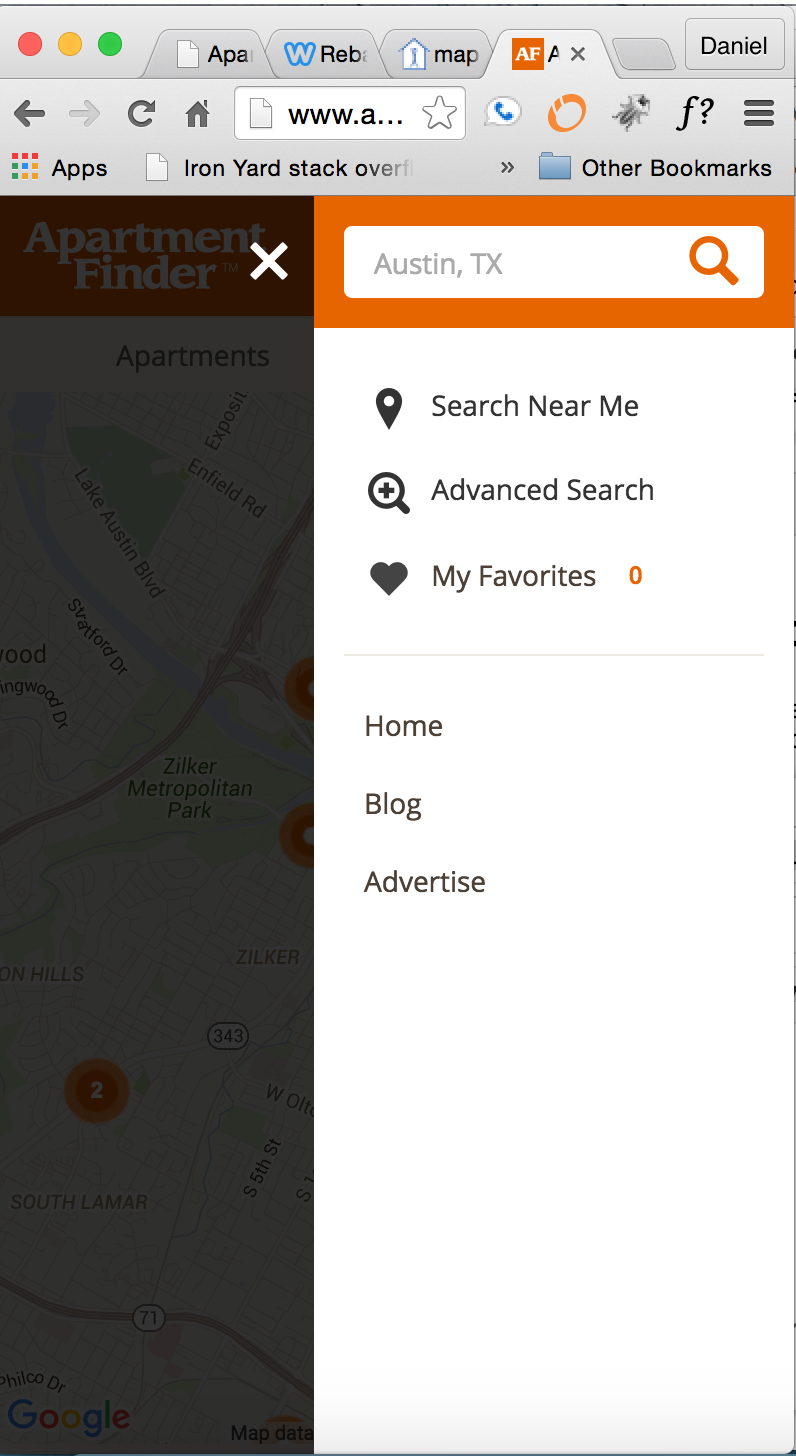 Apa
Reba
map
AF
A
Daniel
www.a...
f?
Apps
Iron Yard stack overfl
»
Other Bookmarks
Apartment
Finder™
Austin, TX
Apartments
Search Near Me
Advanced Search
My Favorites 0
Home
Blog
Advertise
Exposit
Enfield Rd
Lake Austin Blvd
Stratford Dr
ood
ingwood Dr
Zilker
Metropolitan
Park
ZILKER
ON HILLS
343
2
W Olto
S 5th St
S 1
SOUTH LAMAR
71
Philco Dr
Google
Map data